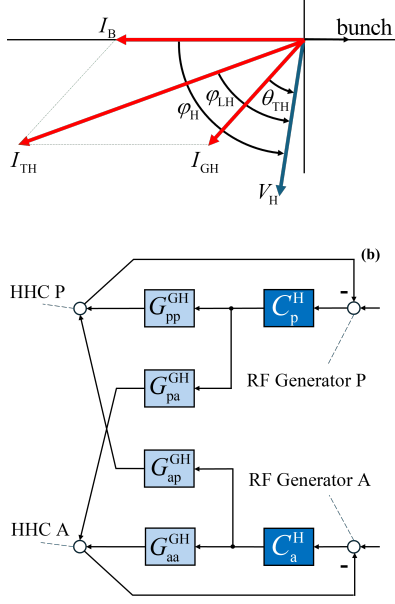 I_B
bunch
φ_H
φ_LH
θ_TH
I_TH
I_GH
V_H
(b)
-
HHC P
G_pp^GH
C_p^H
G_pa^GH
RF Generator P
G_ap^GH
RF Generator A
HHC A
G_aa^GH
C_a^H
-